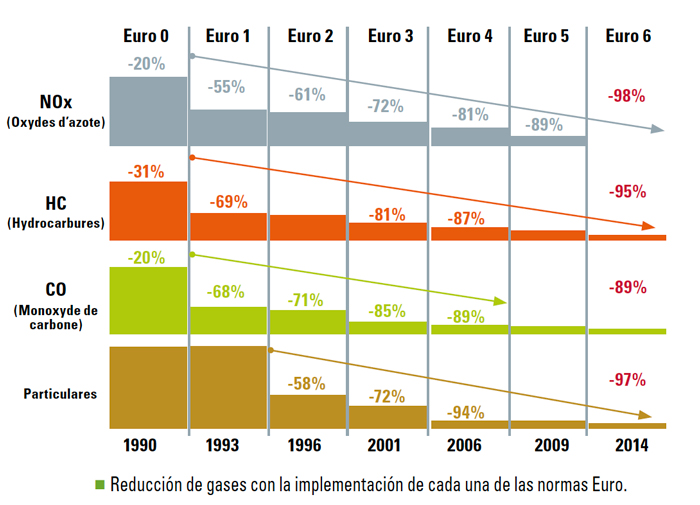 Euro 0 Euro 1 Euro 2 Euro 3 Euro 4 Euro 5 Euro 6
NOx
(Oxydes d'azote)
-20% -55% -61% -72% -81% -89% -98%
HC
(Hydrocarbures)
-31% -69% -81% -87% -95%
CO
(Monoxyde de
carbone)
-20% -68% -71% -85% -89% -89%
Particulares
-58% -72% -94% -97%
1990 1993 1996 2001 2006 2009 2014
Reducción de gases con la implementación de cada una de las normas Euro.